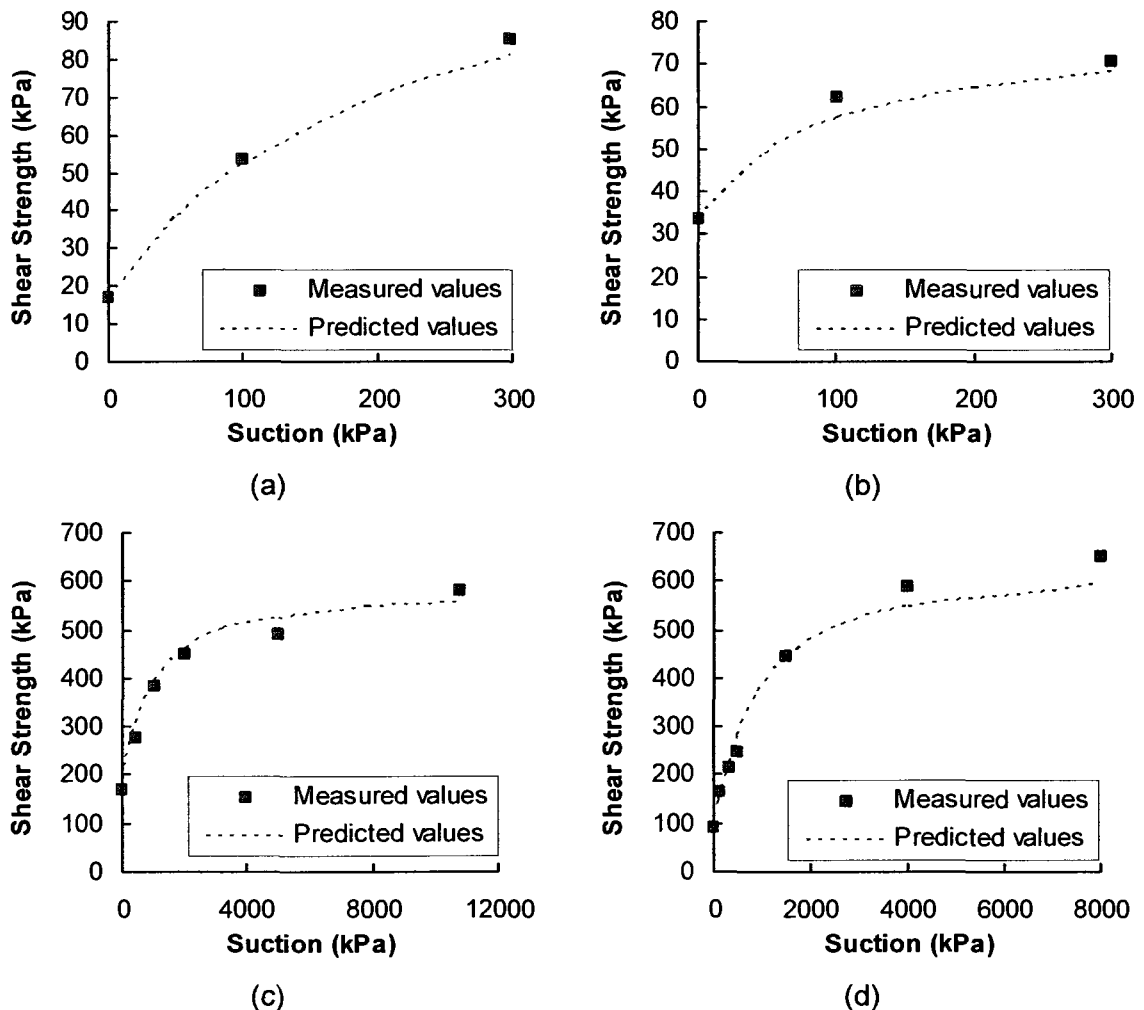 90
80
70
60
50
40
30
20
10
0
Shear Strength (kPa)
Measured values
Predicted values
0 100 200 300
Suction (kPa)
(a)
80
70
60
50
40
30
20
10
0
Shear Strength (kPa)
Measured values
Predicted values
0 100 200 300
Suction (kPa)
(b)
700
600
500
400
300
200
100
0
Shear Strength (kPa)
Measured values
Predicted values
0 4000 8000 12000
Suction (kPa)
(c)
700
600
500
400
300
200
100
0
Shear Strength (kPa)
Measured values
Predicted values
0 2000 4000 6000 8000
Suction (kPa)
(d)